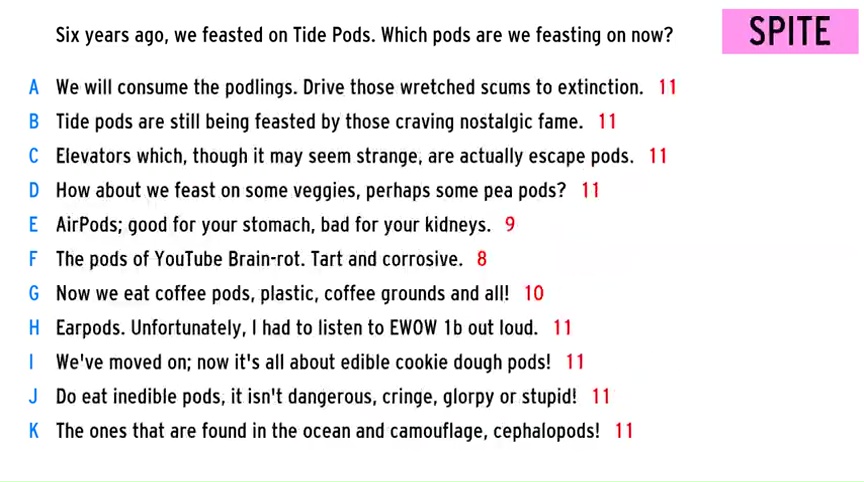 Six years ago, we feasted on Tide Pods. Which pods are we feasting on now? SPITE
A We will consume the podlings. Drive those wretched scums to extinction. 11
B Tide pods are still being feasted by those craving nostalgic fame. 11
C Elevators which, though it may seem strange, are actually escape pods. 11
D How about we feast on some veggies, perhaps some pea pods? 11
E AirPods; good for your stomach, bad for your kidneys. 9
F The pods of YouTube Brain-rot. Tart and corrosive. 8
G Now we eat coffee pods, plastic, coffee grounds and all! 10
H Earpods. Unfortunately, I had to listen to EWOW 1b out loud. 11
I We've moved on; now it's all about edible cookie dough pods! 11
J Do eat inedible pods, it isn't dangerous, cringe, glorpy or stupid! 11
K The ones that are found in the ocean and camouflage, cephalopods! 11